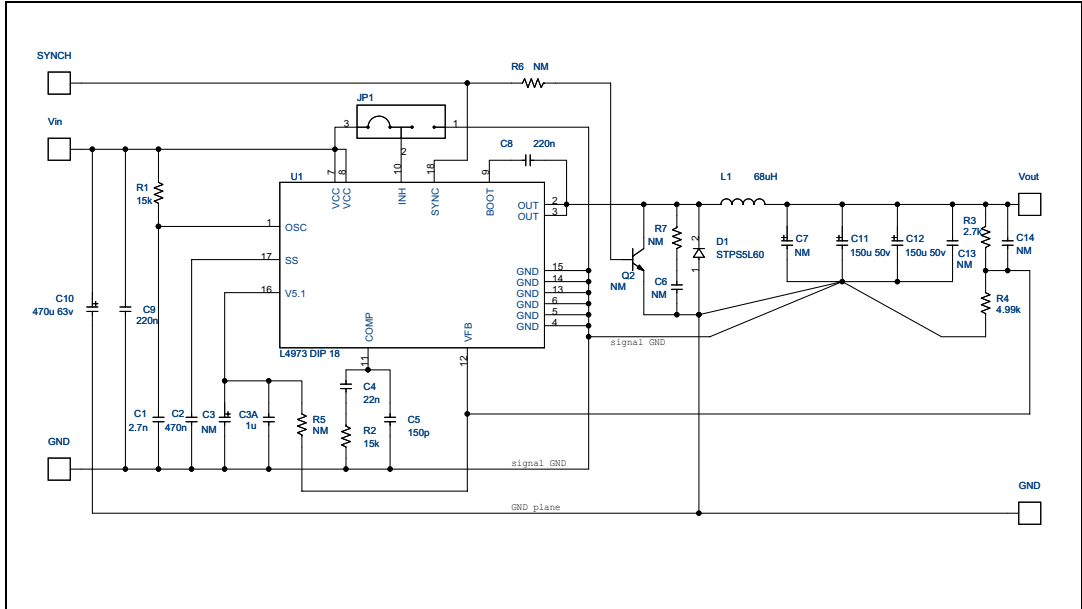 SYNCH
R6 NM
JP1
Vin
3
1
2
C8 220n
U1
7
8
10
18
9
L1 68uH
Vout
R1
15k
VCC
VCC
INH
SYNC
BOOT
OUT
OUT
2
3
1
OSC
17
SS
16
V5.1
R7
NM
2
D1
STPS5L60
1
C7
NM
C11
150u 50v
C12
150u 50v
C13
NM
R3
2.7k
C14
NM
GND
GND
GND
GND
GND
GND
15
14
13
6
5
4
Q2
NM
C6
NM
R4
4.99k
C10
470u 63v
C9
220n
COMP
VFB
signal GND
L4973 DIP 18
11
12
C4
22n
C1
2.7n
C2
470n
C3
NM
C3A
1u
R5
NM
R2
15k
C5
150p
GND
signal GND
GND plane
GND